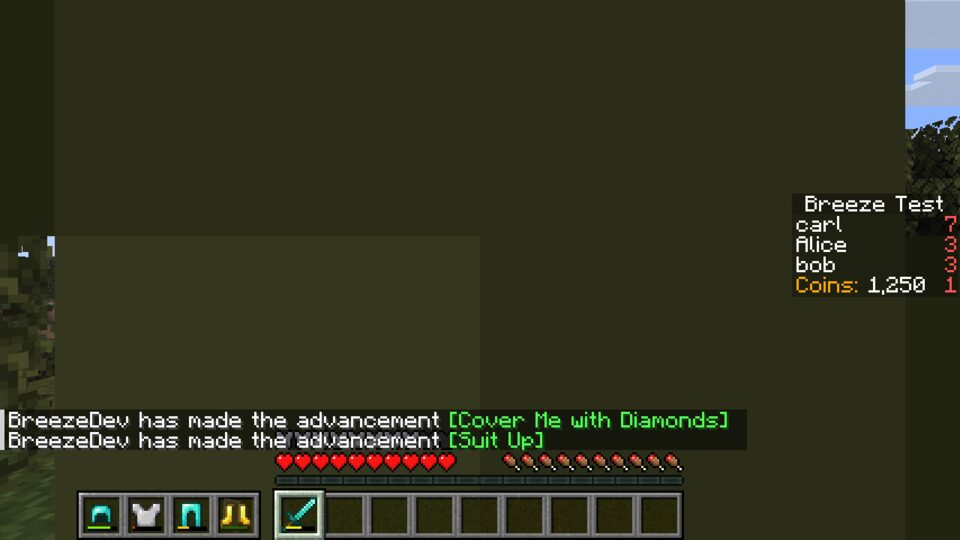 Breeze Test
carl 7
Alice 3
bob 3
Coins: 1,250 1
BreezeDev has made the advancement [Cover Me with Diamonds]
BreezeDev has made the advancement [Suit Up]